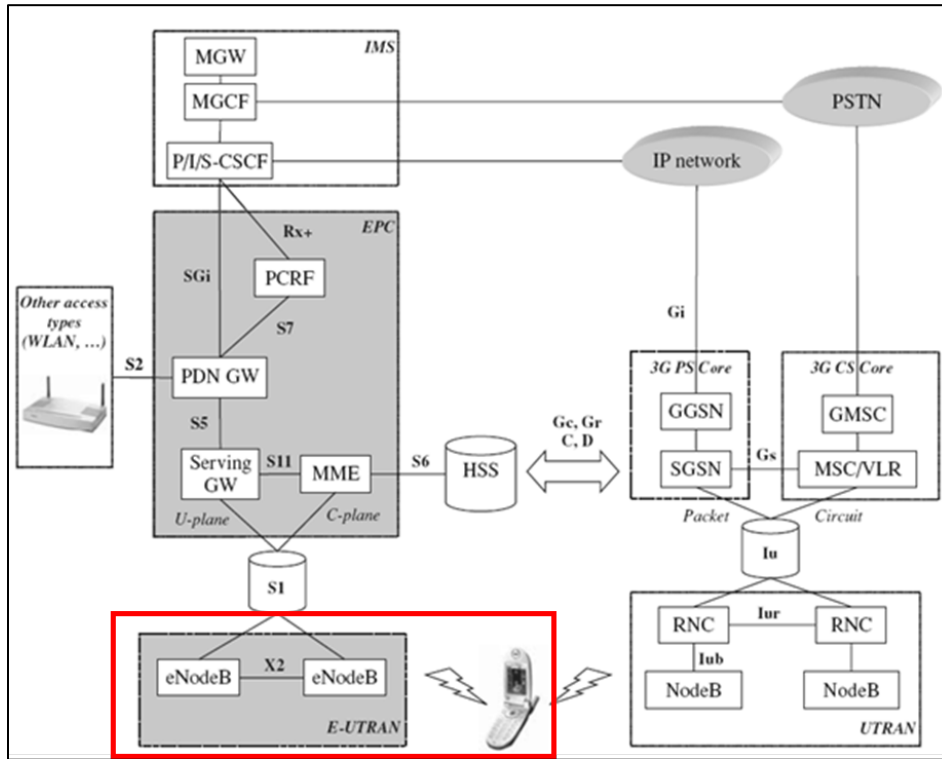 IMS
MGW
MGCF
P/I/S-CSCF
PSTN
IP network
EPC
Rx+
SGi
PCRF
S7
Other access
types
(WLAN, …)
S2
PDN GW
S5
Serving
GW
S11
MME
S6
HSS
U-plane
C-plane
Gc, Gr
C, D
Gi
3G PS Core
GGSN
SGSN
Gs
3G CS Core
GMSC
MSC/VLR
Packet
Circuit
S1
Iu
eNodeB
X2
eNodeB
E-UTRAN
RNC
Iur
RNC
Iub
NodeB
NodeB
UTRAN